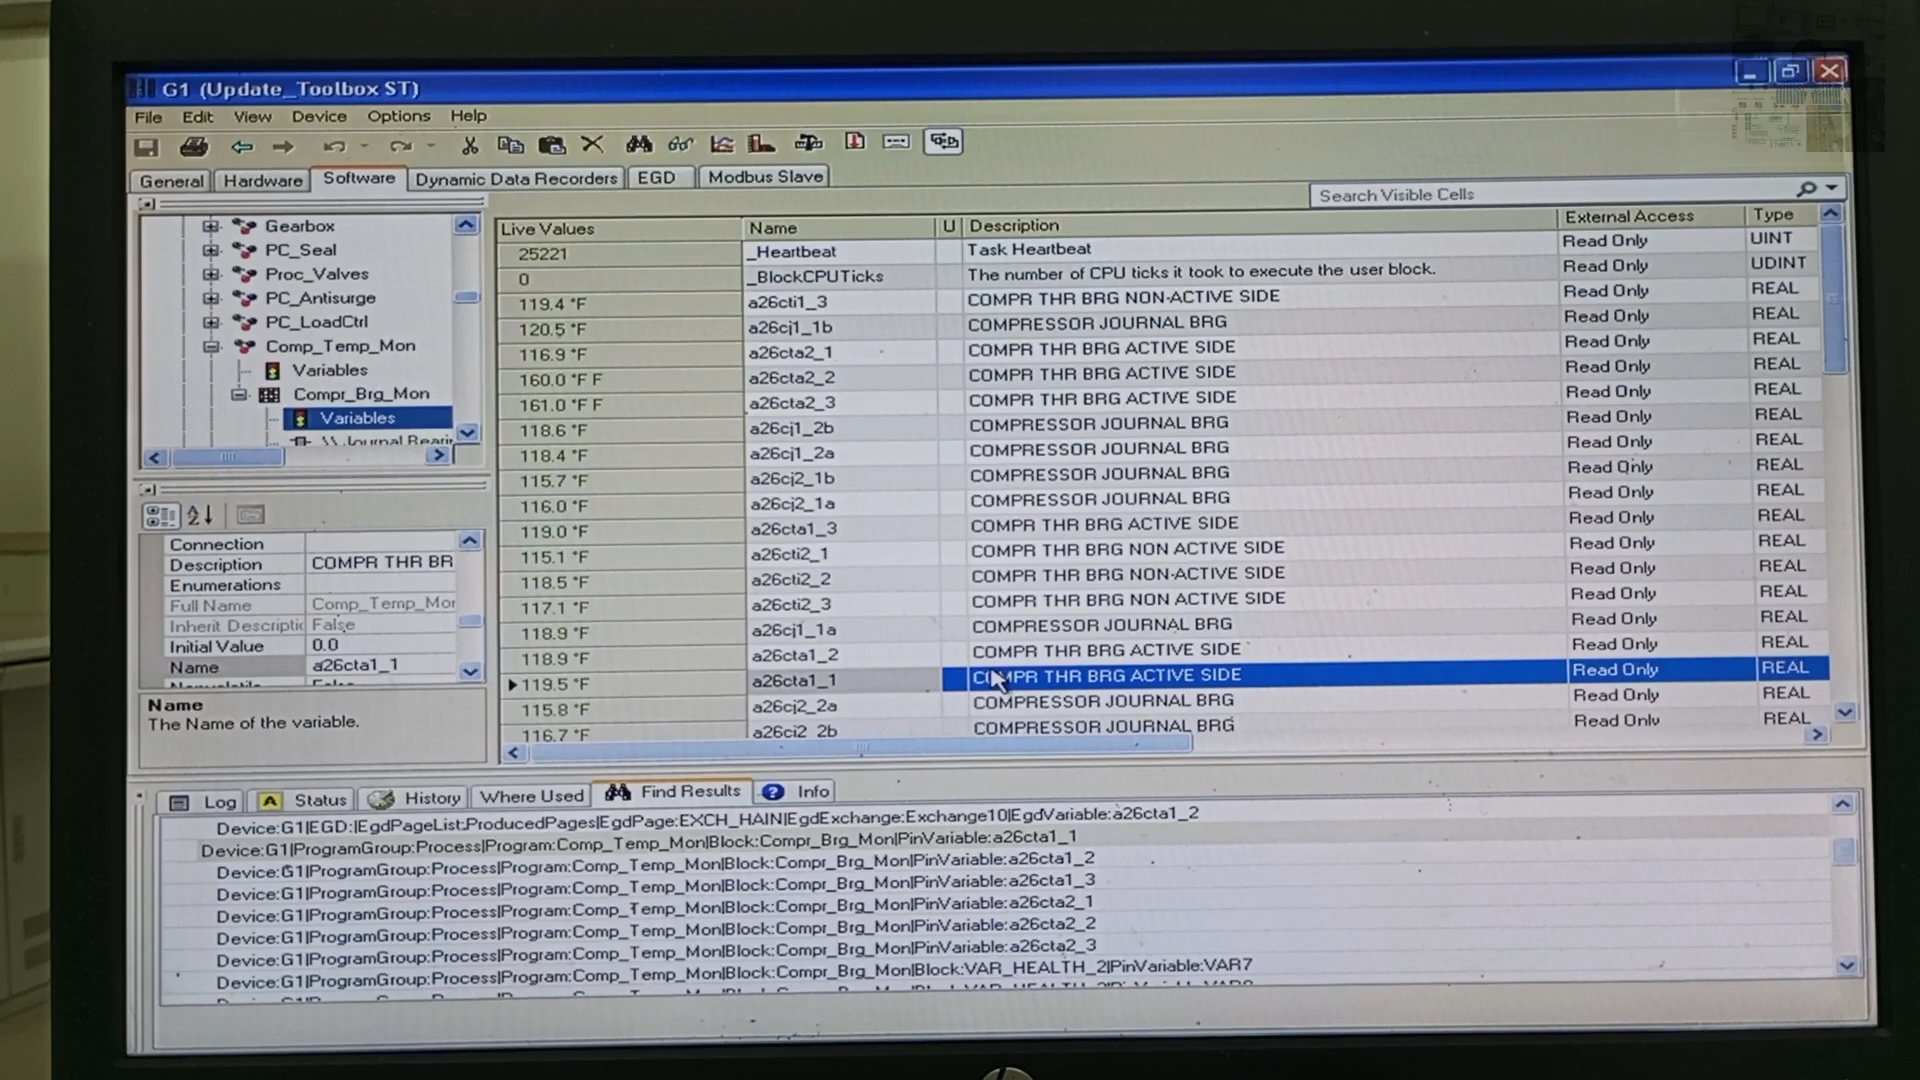 G1 (Update_Toolbox ST)
File Edit View Device Options Help
General Hardware Software Dynamic Data Recorders EGD Modbus Slave
Search Visible Cells
Gearbox
PC_Seal
Proc_Valves
PC_Antisurge
PC_LoadCtrl
Comp_Temp_Mon
Variables
Compr_Brg_Mon
Variables
Connection
Description COMPR THR BR
Enumerations
Full Name Comp_Temp_Mor
Inherit Descriptic False
Initial Value 0.0
Name a26cta1_1
Name
The Name of the variable.
Live Values Name U Description External Access Type
25221 _Heartbeat Task Heartbeat Read Only UINT
0 _BlockCPUTicks The number of CPU ticks it took to execute the user block. Read Only UDINT
119.4 °F a26cti1_3 COMPR THR BRG NON-ACTIVE SIDE Read Only REAL
120.5 °F a26cj1_1b COMPRESSOR JOURNAL BRG Read Only REAL
116.9 °F a26cta2_1 COMPR THR BRG ACTIVE SIDE Read Only REAL
160.0 °F F a26cta2_2 COMPR THR BRG ACTIVE SIDE Read Only REAL
161.0 °F F a26cta2_3 COMPR THR BRG ACTIVE SIDE Read Only REAL
118.6 °F a26cj1_2b COMPRESSOR JOURNAL BRG Read Only REAL
118.4 °F a26cj1_2a COMPRESSOR JOURNAL BRG Read Only REAL
115.7 °F a26cj2_1b COMPRESSOR JOURNAL BRG Read Only REAL
116.0 °F a26cj2_1a COMPRESSOR JOURNAL BRG Read Only REAL
119.0 °F a26cta1_3 COMPR THR BRG ACTIVE SIDE Read Only REAL
115.1 °F a26cti2_1 COMPR THR BRG NON ACTIVE SIDE Read Only REAL
118.5 °F a26cti2_2 COMPR THR BRG NON-ACTIVE SIDE Read Only REAL
117.1 °F a26cti2_3 COMPR THR BRG NON ACTIVE SIDE Read Only REAL
118.9 °F a26cj1_1a COMPRESSOR JOURNAL BRG Read Only REAL
118.9 °F a26cta1_2 COMPR THR BRG ACTIVE SIDE Read Only REAL
119.5 °F a26cta1_1 COMPR THR BRG ACTIVE SIDE Read Only REAL
115.8 °F a26cj2_2a COMPRESSOR JOURNAL BRG Read Only REAL
116.7 °F a26cj2_2b COMPRESSOR JOURNAL BRG Read Only REAL
Log Status History Where Used Find Results Info
Device:G1|EGD:|EgdPageList:ProducedPages|EgdPage:EXCH_HAIN|EgdExchange:Exchange10|EgdVariable:a26cta1_2
Device:G1|ProgramGroup:Process|Program:Comp_Temp_Mon|Block:Compr_Brg_Mon|PinVariable:a26cta1_1
Device:G1|ProgramGroup:Process|Program:Comp_Temp_Mon|Block:Compr_Brg_Mon|PinVariable:a26cta1_2
Device:G1|ProgramGroup:Process|Program:Comp_Temp_Mon|Block:Compr_Brg_Mon|PinVariable:a26cta1_3
Device:G1|ProgramGroup:Process|Program:Comp_Temp_Mon|Block:Compr_Brg_Mon|PinVariable:a26cta2_1
Device:G1|ProgramGroup:Process|Program:Comp_Temp_Mon|Block:Compr_Brg_Mon|PinVariable:a26cta2_2
Device:G1|ProgramGroup:Process|Program:Comp_Temp_Mon|Block:Compr_Brg_Mon|PinVariable:a26cta2_3
Device:G1|ProgramGroup:Process|Program:Comp_Temp_Mon|Block:Compr_Brg_Mon|Block:VAR_HEALTH_2|PinVariable:VAR7